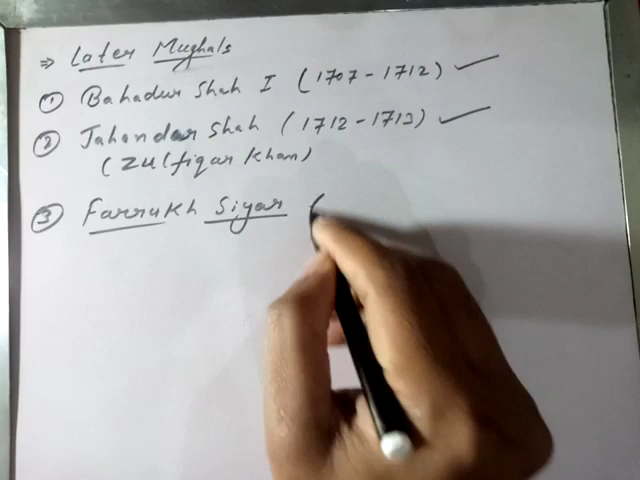 ⇒ Later Mughals
① Bahadur Shah I (1707-1712) ✓
② Jahandar Shah (1712-1713) ✓
(Zulfiqar Khan)
③ Farrukh Siyar (